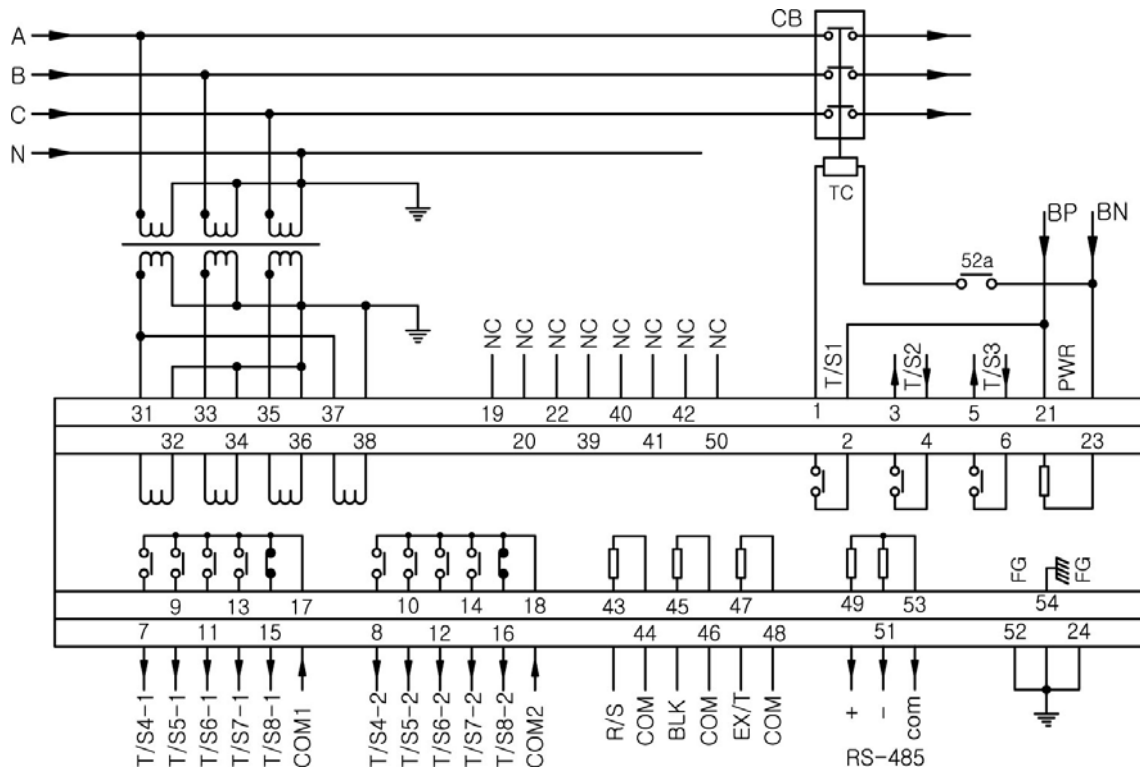 CB
A
B
C
N
TC
BP BN
52a
NC NC NC NC NC NC NC NC
T/S1 T/S2 T/S3 PWR
31 33 35 37 19 22 40 42 1 3 5 21
32 34 36 38 20 39 41 50 2 4 6 23
FG FG
9 13 17 10 14 18 43 45 47 49 53 54
7 11 15 8 12 16 44 46 48 51 52 24
T/S4-1 T/S5-1 T/S6-1 T/S7-1 T/S8-1 COM1 T/S4-2 T/S5-2 T/S6-2 T/S7-2 T/S8-2 COM2 R/S COM BLK COM EX/T COM + - com
RS-485